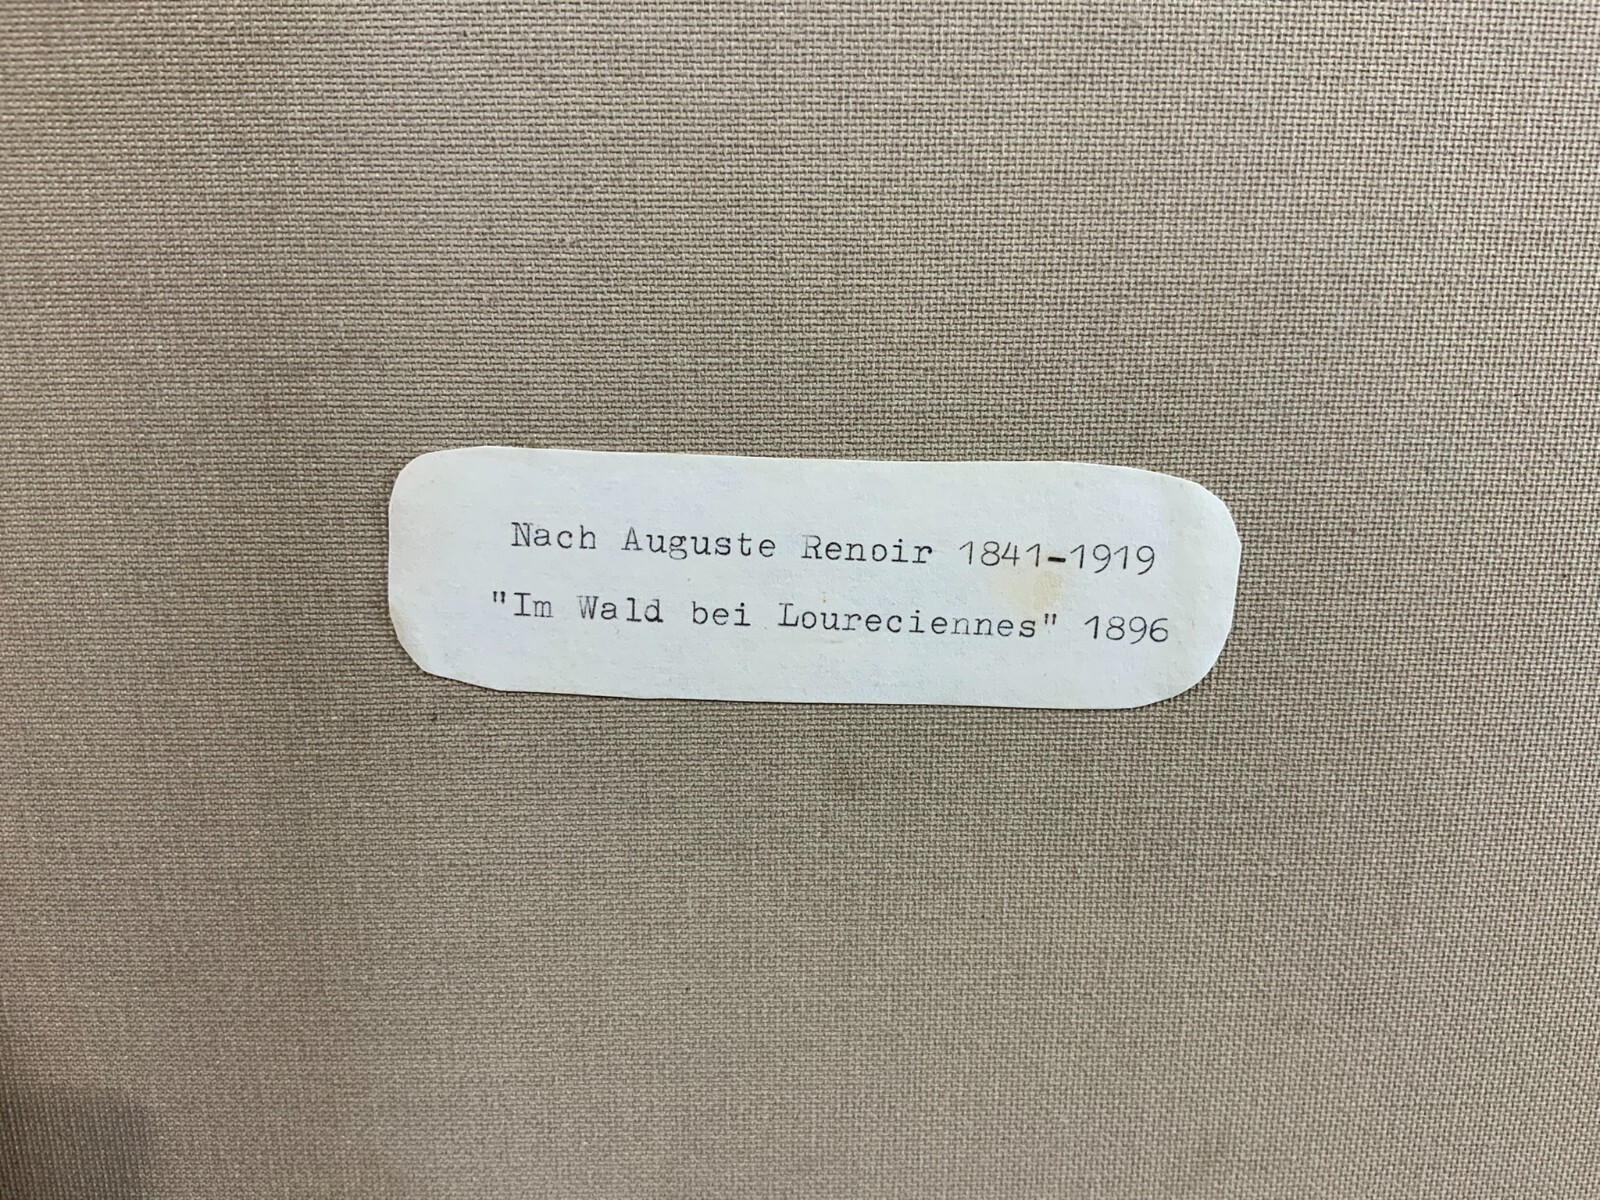 Nach Auguste Renoir 1841-1919
"Im Wald bei Loureciennes" 1896